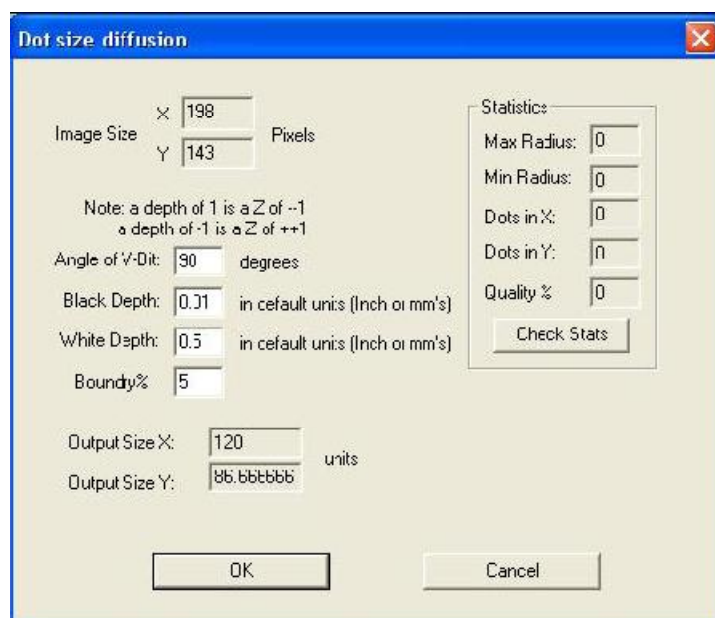 Dot size diffusion
Image Size X 198 Pixels
Y 143
Note: a depth of 1 is a Z of --1
a depth of -1 is a Z of ++1
Angle of V-Bit: 90 degrees
Black Depth: 0.01 in default units (Inch or mm's)
White Depth: 0.5 in default units (Inch or mm's)
Boundry% 5
Output Size X: 120 units
Output Size Y: 86.666666
Statistics
Max Radius: 0
Min Radius: 0
Dots in X: 0
Dots in Y: 0
Quality % 0
Check Stats
OK Cancel